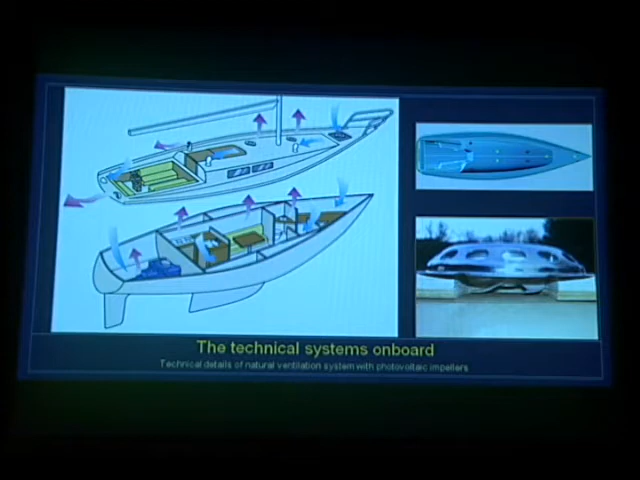 The technical systems onboard
Technical details of natural ventilation system with photovoltaic impellers